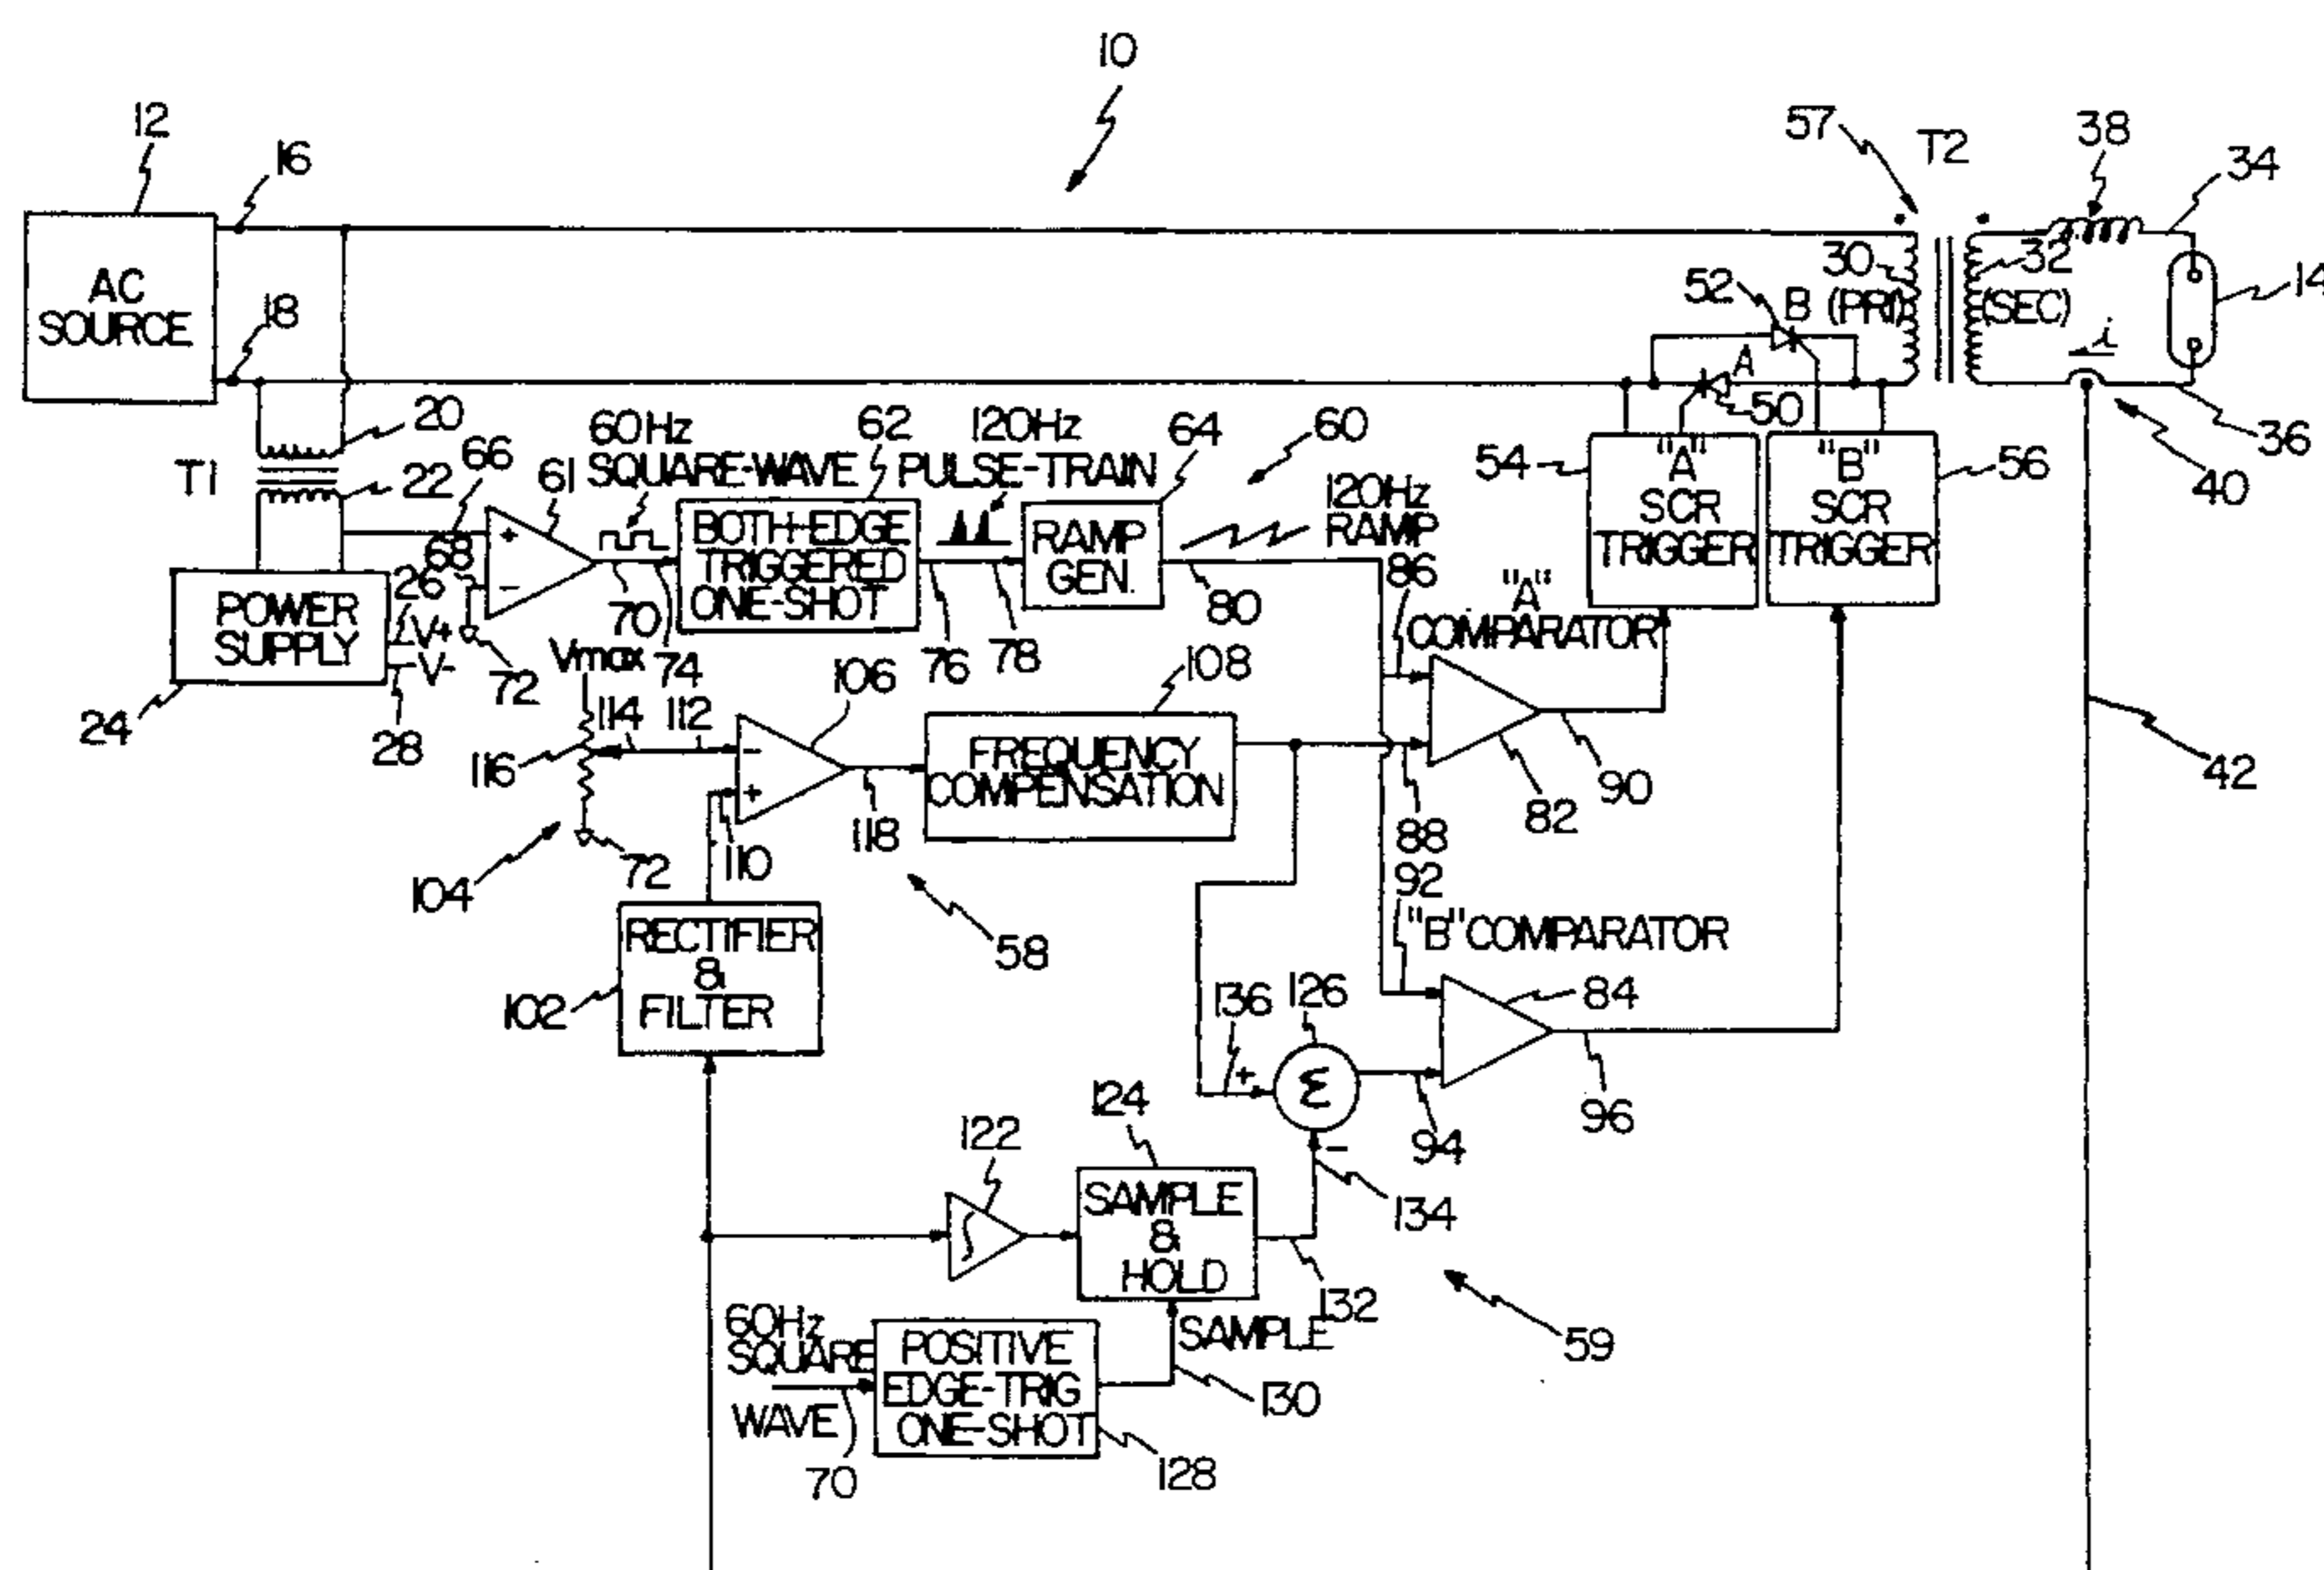 10
12
16
57
T2
38
34
AC
SOURCE
18
30
32
52
B
(PRI)
(SEC)
14
i
A
50
20
T1
22
66
61
60Hz
SQUARE-WAVE
62
120Hz
PULSE-TRAIN
64
60
54
"A"
SCR
TRIGGER
"B"
SCR
TRIGGER
56
40
36
68
26
+
-
BOTH-EDGE
TRIGGERED
ONE-SHOT
RAMP
GEN.
120Hz
RAMP
86
POWER
SUPPLY
V+
V-
70
74
76
78
80
"A"
COMPARATOR
24
28
72
Vmax
114
112
106
108
116
-
+
FREQUENCY
COMPENSATION
82
90
42
118
88
104
72
110
92
58
"B" COMPARATOR
RECTIFIER
&
FILTER
102
136
126
84
+
Σ
96
94
-
122
124
SAMPLE
&
HOLD
134
∫
132
59
60Hz
SQUARE
WAVE
POSITIVE
EDGE-TRIG
ONE-SHOT
SAMPLE
130
70
128